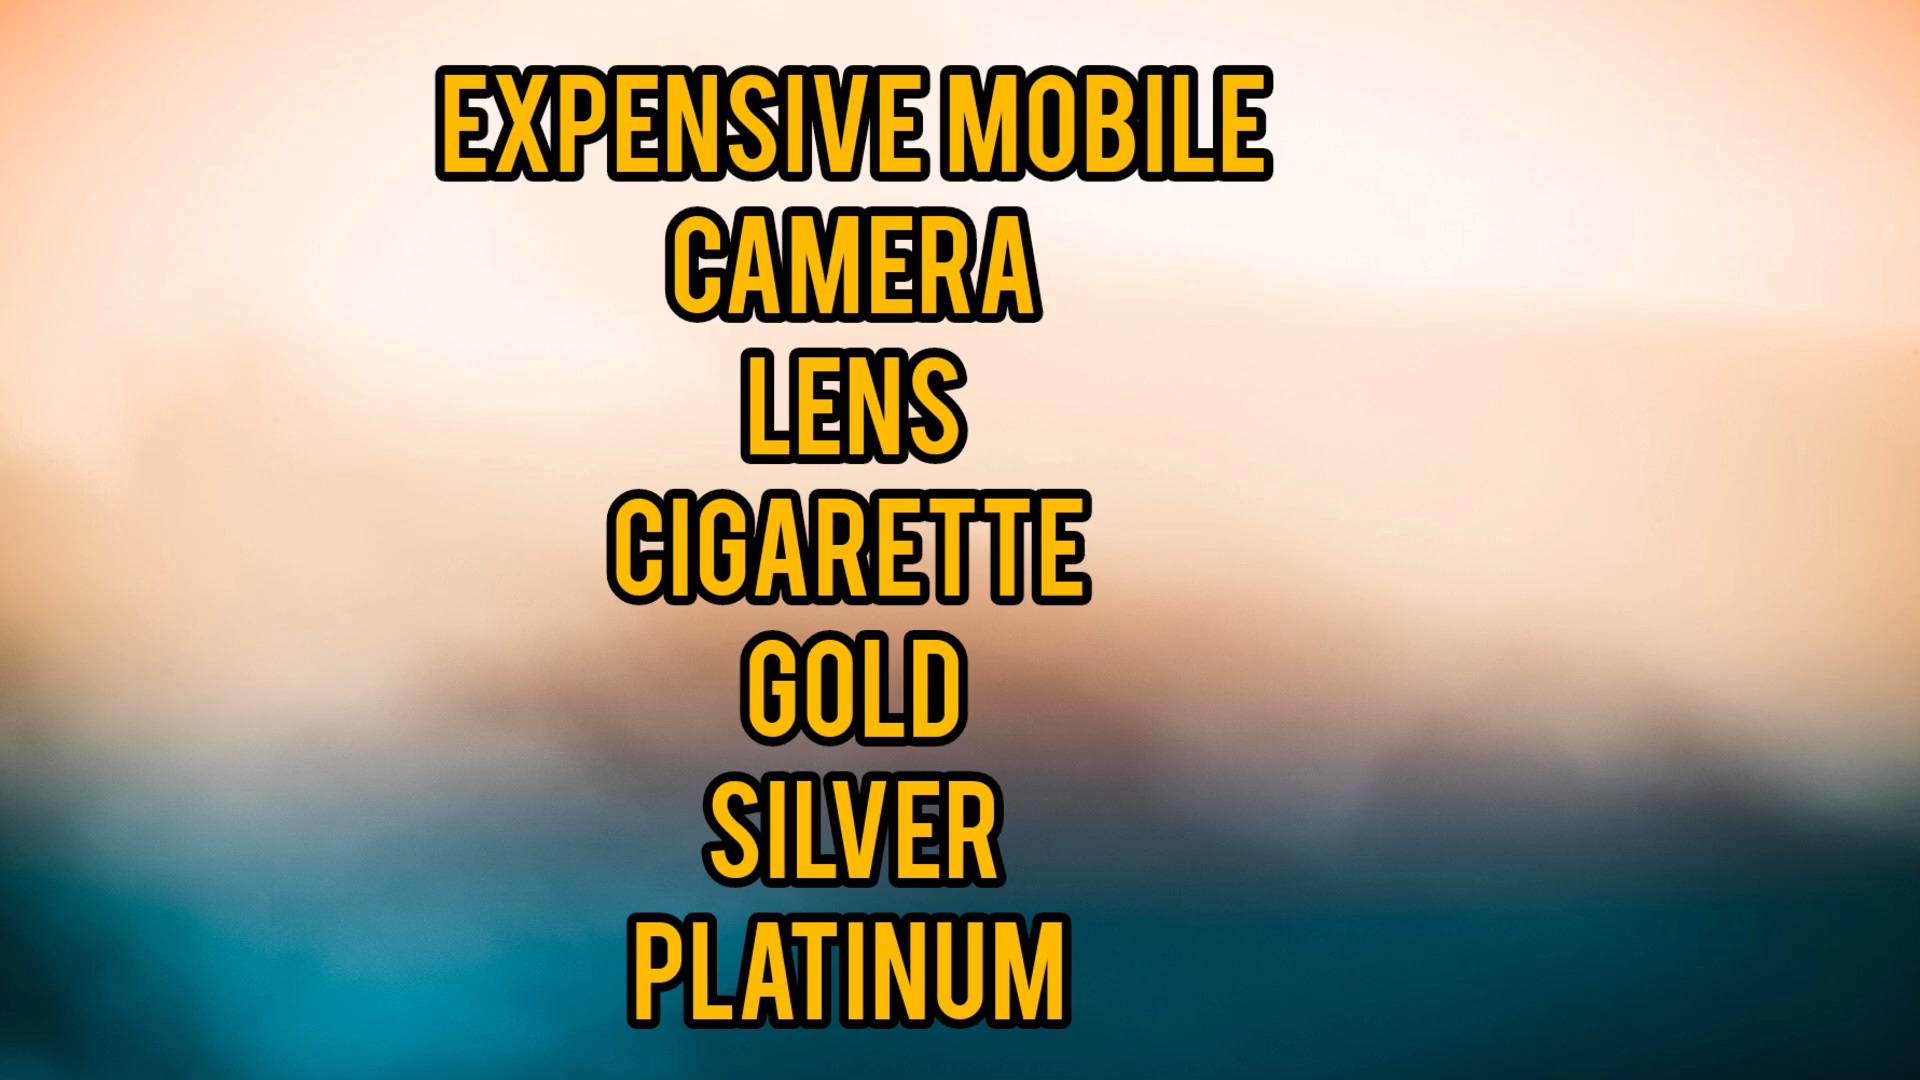 EXPENSIVE MOBILE
CAMERA
LENS
CIGARETTE
GOLD
SILVER
PLATINUM